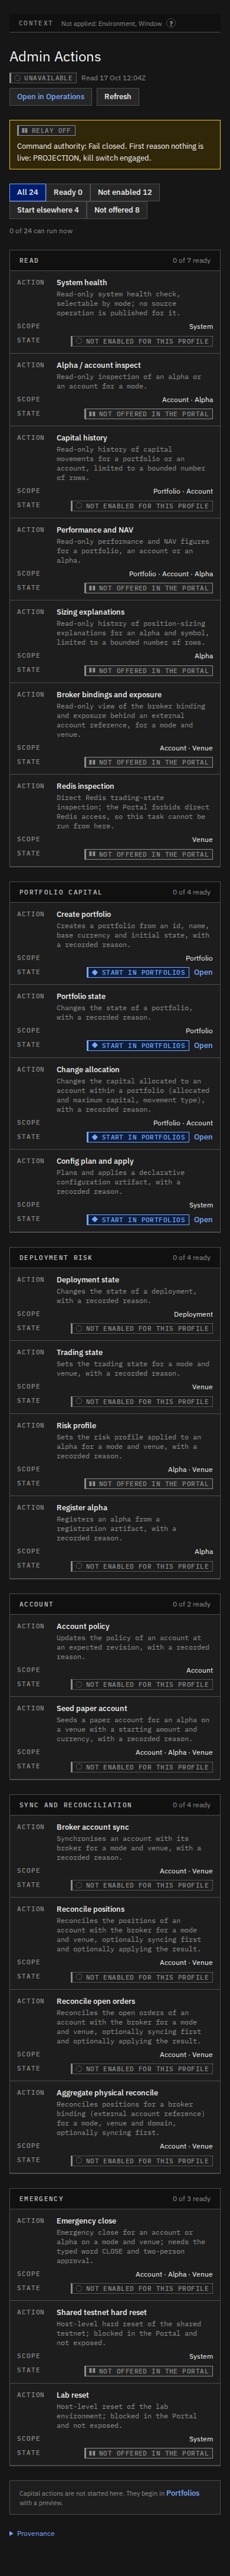 CONTEXT Not applied: Environment, Window ?
Admin Actions
UNAVAILABLE Read 17 Oct 12:04Z
Open in Operations Refresh
RELAY OFF
Command authority: Fail closed. First reason nothing is
live: PROJECTION, kill switch engaged.
All 24 Ready 0 Not enabled 12
Start elsewhere 4 Not offered 8
0 of 24 can run now
READ 0 of 7 ready
ACTION System health
Read-only system health check,
selectable by mode; no source
operation is published for it.
SCOPE System
STATE NOT ENABLED FOR THIS PROFILE
ACTION Alpha / account inspect
Read-only inspection of an alpha or
an account for a mode.
SCOPE Account · Alpha
STATE NOT OFFERED IN THE PORTAL
ACTION Capital history
Read-only history of capital
movements for a portfolio or an
account, limited to a bounded number
of rows.
SCOPE Portfolio · Account
STATE NOT ENABLED FOR THIS PROFILE
ACTION Performance and NAV
Read-only performance and NAV figures
for a portfolio, an account or an
alpha.
SCOPE Portfolio · Account · Alpha
STATE NOT OFFERED IN THE PORTAL
ACTION Sizing explanations
Read-only history of position-sizing
explanations for an alpha and symbol,
limited to a bounded number of rows.
SCOPE Alpha
STATE NOT OFFERED IN THE PORTAL
ACTION Broker bindings and exposure
Read-only view of the broker binding
and exposure behind an external
account reference, for a mode and
venue.
SCOPE Account · Venue
STATE NOT OFFERED IN THE PORTAL
ACTION Redis inspection
Direct Redis trading-state
inspection; the Portal forbids direct
Redis access, so this task cannot be
run from here.
SCOPE Venue
STATE NOT OFFERED IN THE PORTAL
PORTFOLIO CAPITAL 0 of 4 ready
ACTION Create portfolio
Creates a portfolio from an id, name,
base currency and initial state, with
a recorded reason.
SCOPE Portfolio
STATE START IN PORTFOLIOS Open
ACTION Portfolio state
Changes the state of a portfolio,
with a recorded reason.
SCOPE Portfolio
STATE START IN PORTFOLIOS Open
ACTION Change allocation
Changes the capital allocated to an
account within a portfolio (allocated
and maximum capital, movement type),
with a recorded reason.
SCOPE Portfolio · Account
STATE START IN PORTFOLIOS Open
ACTION Config plan and apply
Plans and applies a declarative
configuration artifact, with a
recorded reason.
SCOPE System
STATE START IN PORTFOLIOS Open
DEPLOYMENT RISK 0 of 4 ready
ACTION Deployment state
Changes the state of a deployment,
with a recorded reason.
SCOPE Deployment
STATE NOT ENABLED FOR THIS PROFILE
ACTION Trading state
Sets the trading state for a mode and
venue, with a recorded reason.
SCOPE Venue
STATE NOT ENABLED FOR THIS PROFILE
ACTION Risk profile
Sets the risk profile applied to an
alpha for a mode and venue, with a
recorded reason.
SCOPE Alpha · Venue
STATE NOT OFFERED IN THE PORTAL
ACTION Register alpha
Registers an alpha from a
registration artifact, with a
recorded reason.
SCOPE Alpha
STATE NOT ENABLED FOR THIS PROFILE
ACCOUNT 0 of 2 ready
ACTION Account policy
Updates the policy of an account at
an expected revision, with a recorded
reason.
SCOPE Account
STATE NOT ENABLED FOR THIS PROFILE
ACTION Seed paper account
Seeds a paper account for an alpha on
a venue with a starting amount and
currency, with a recorded reason.
SCOPE Account · Alpha · Venue
STATE NOT ENABLED FOR THIS PROFILE
SYNC AND RECONCILIATION 0 of 4 ready
ACTION Broker account sync
Synchronises an account with its
broker for a mode and venue, with a
recorded reason.
SCOPE Account · Venue
STATE NOT ENABLED FOR THIS PROFILE
ACTION Reconcile positions
Reconciles the positions of an
account with the broker for a mode
and venue, optionally syncing first
and optionally applying the result.
SCOPE Account · Venue
STATE NOT ENABLED FOR THIS PROFILE
ACTION Reconcile open orders
Reconciles the open orders of an
account with the broker for a mode
and venue, optionally syncing first
and optionally applying the result.
SCOPE Account · Venue
STATE NOT ENABLED FOR THIS PROFILE
ACTION Aggregate physical reconcile
Reconciles positions for a broker
binding (external account reference)
for a mode, venue and domain,
optionally syncing first.
SCOPE Account · Venue
STATE NOT ENABLED FOR THIS PROFILE
EMERGENCY 0 of 3 ready
ACTION Emergency close
Emergency close for an account or
alpha on a mode and venue; needs the
typed word CLOSE and two-person
approval.
SCOPE Account · Alpha · Venue
STATE NOT ENABLED FOR THIS PROFILE
ACTION Shared testnet hard reset
Host-level hard reset of the shared
testnet; blocked in the Portal and
not exposed.
SCOPE System
STATE NOT OFFERED IN THE PORTAL
ACTION Lab reset
Host-level reset of the lab
environment; blocked in the Portal
and not exposed.
SCOPE System
STATE NOT OFFERED IN THE PORTAL
Capital actions are not started here. They begin in Portfolios
with a preview.
Provenance